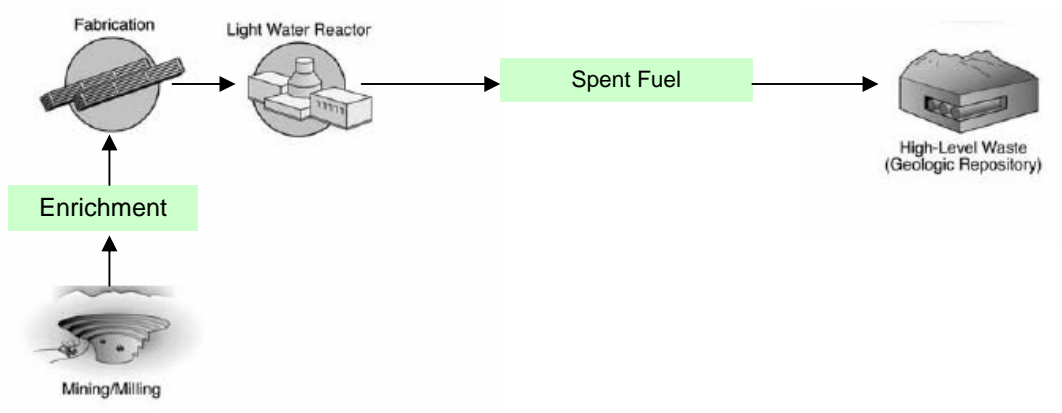 Fabrication
Light Water Reactor
Spent Fuel
High-Level Waste
(Geologic Repository)
Enrichment
Mining/Milling